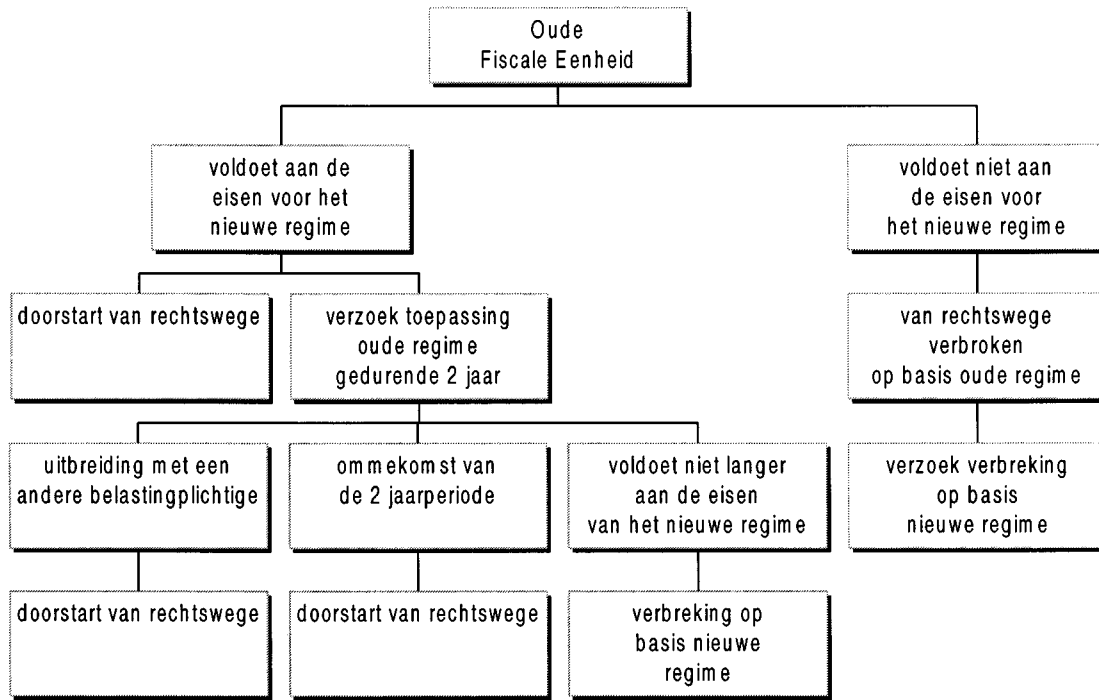 Oude
Fiscale Eenheid
voldoet aan de
eisen voor het
nieuwe regime
voldoet niet aan
de eisen voor
het nieuwe regime
doorstart van rechtswege
verzoek toepassing
oude regime
gedurende 2 jaar
van rechtswege
verbroken
op basis oude regime
uitbreiding met een
andere belastingplichtige
ommekomst van
de 2 jaarperiode
voldoet niet langer
aan de eisen
van het nieuwe regime
verzoek verbreking
op basis
nieuwe regime
doorstart van rechtswege
doorstart van rechtswege
verbreking op
basis nieuwe
regime